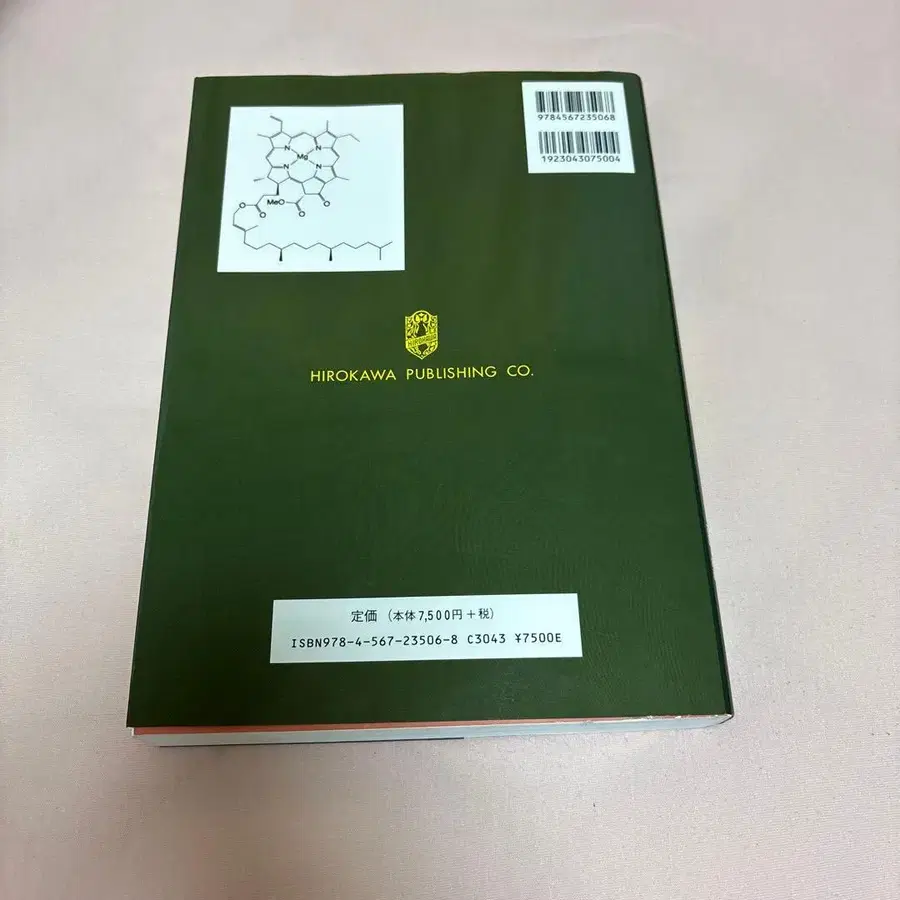 9784567235068
1923043075004
Mg
N
N
N
N
O
O
MeO
O
O
HIROKAWA PUBLISHING CO.
定価 (本体7,500円+税)
ISBN978-4-567-23506-8 C3043 ¥7500E